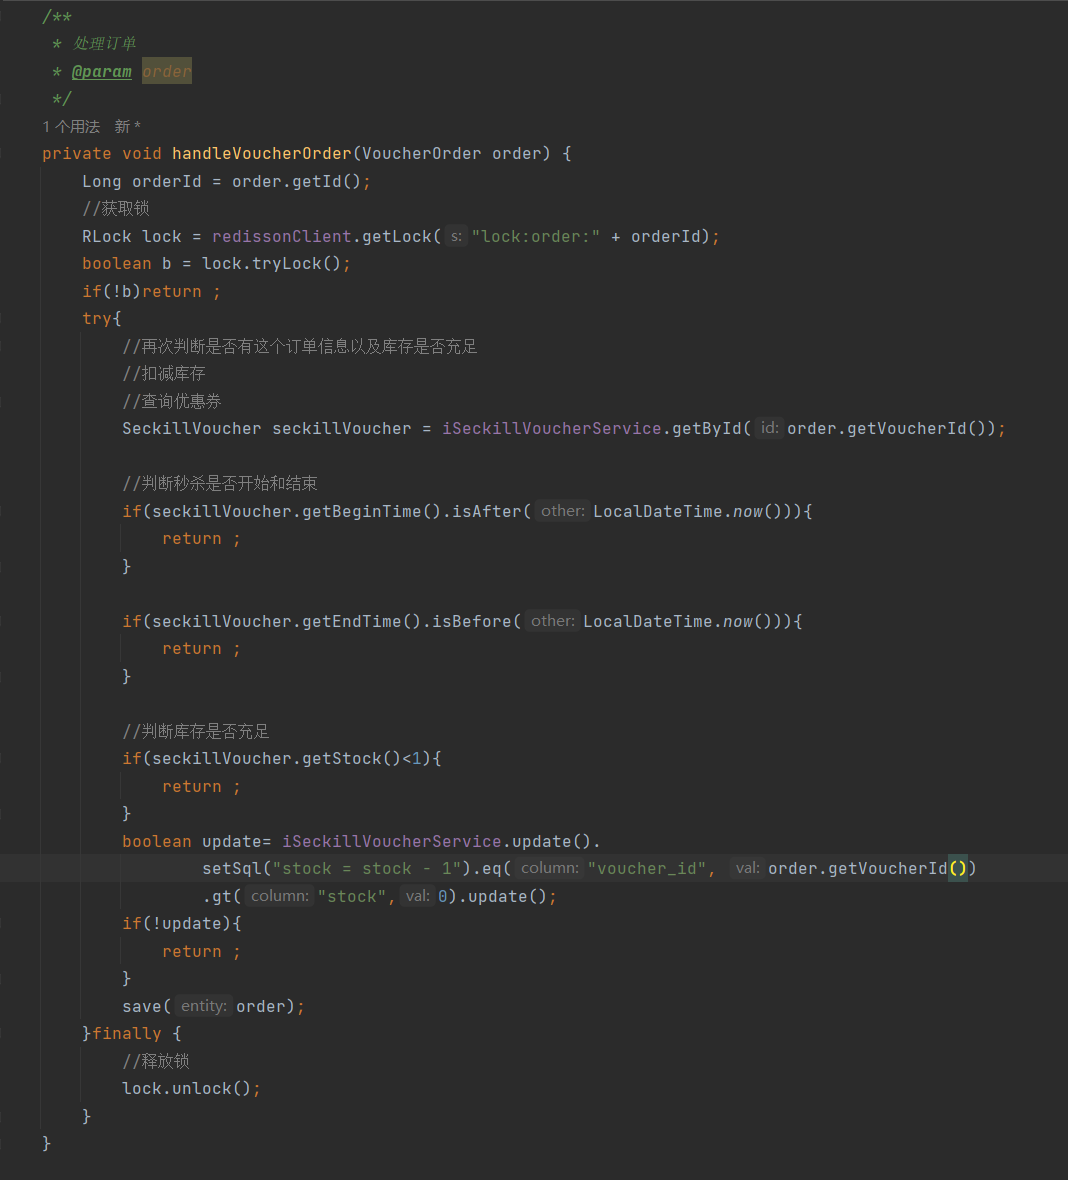 /**
 * 处理订单
 * @param order
 */
1 个用法 新 *
private void handleVoucherOrder(VoucherOrder order) {
    Long orderId = order.getId();
    //获取锁
    RLock lock = redissonClient.getLock( s: "lock:order:" + orderId);
    boolean b = lock.tryLock();
    if(!b)return ;
    try{
        //再次判断是否有这个订单信息以及库存是否充足
        //扣减库存
        //查询优惠券
        SeckillVoucher seckillVoucher = iSeckillVoucherService.getById( id: order.getVoucherId());
        //判断秒杀是否开始和结束
        if(seckillVoucher.getBeginTime().isAfter( other: LocalDateTime.now())){
            return ;
        }
        if(seckillVoucher.getEndTime().isBefore( other: LocalDateTime.now())){
            return ;
        }
        //判断库存是否充足
        if(seckillVoucher.getStock()<1){
            return ;
        }
        boolean update= iSeckillVoucherService.update().
                setSql("stock = stock - 1").eq( column: "voucher_id", val: order.getVoucherId())
                .gt( column: "stock", val: 0).update();
        if(!update){
            return ;
        }
        save( entity: order);
    }finally {
        //释放锁
        lock.unlock();
    }
}